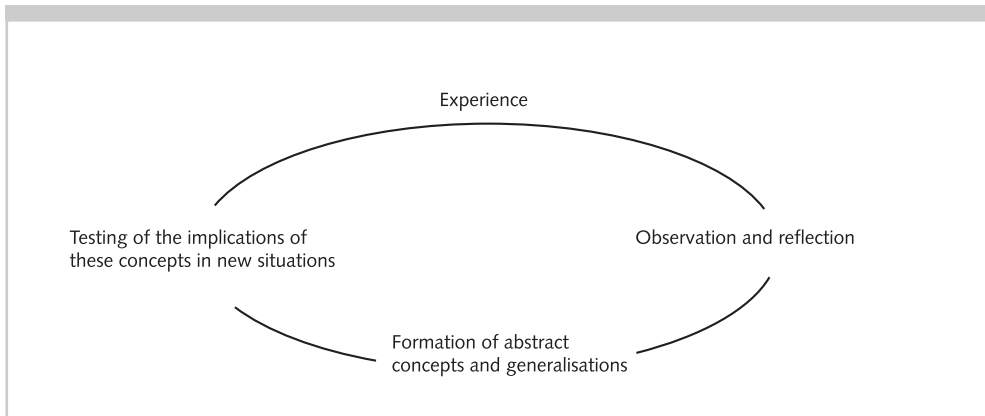 Experience
Testing of the implications of
these concepts in new situations
Observation and reflection
Formation of abstract
concepts and generalisations